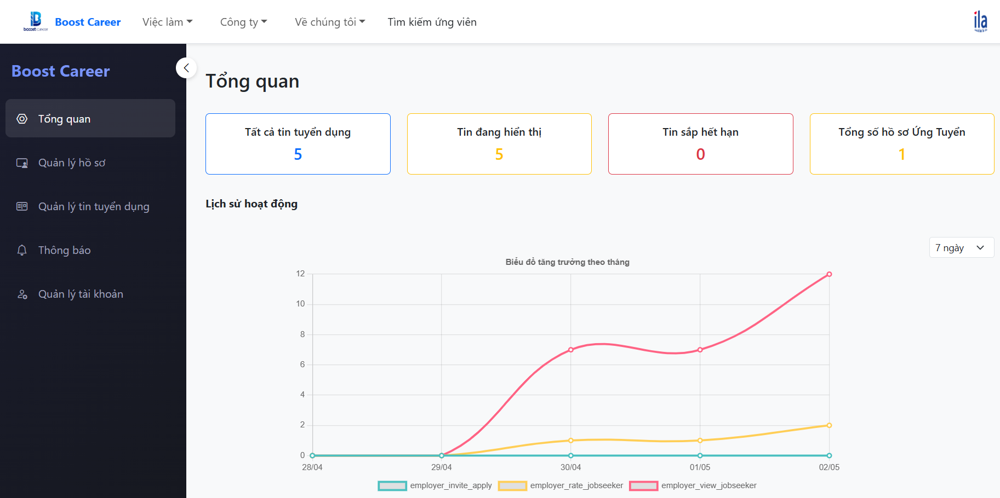 booost career
Boost Career
Việc làm
Công ty
Về chúng tôi
Tìm kiếm ứng viên
ila
Boost Career
Tổng quan
Quản lý hồ sơ
Quản lý tin tuyển dụng
Thông báo
Quản lý tài khoản
Tổng quan
Tất cả tin tuyển dụng
5
Tin đang hiển thị
5
Tin sắp hết hạn
0
Tổng số hồ sơ Ứng Tuyển
1
Lịch sử hoạt động
7 ngày
Biểu đồ tăng trưởng theo tháng
12
10
8
6
4
2
0
28/04 29/04 30/04 01/05 02/05
employer_invite_apply employer_rate_jobseeker employer_view_jobseeker